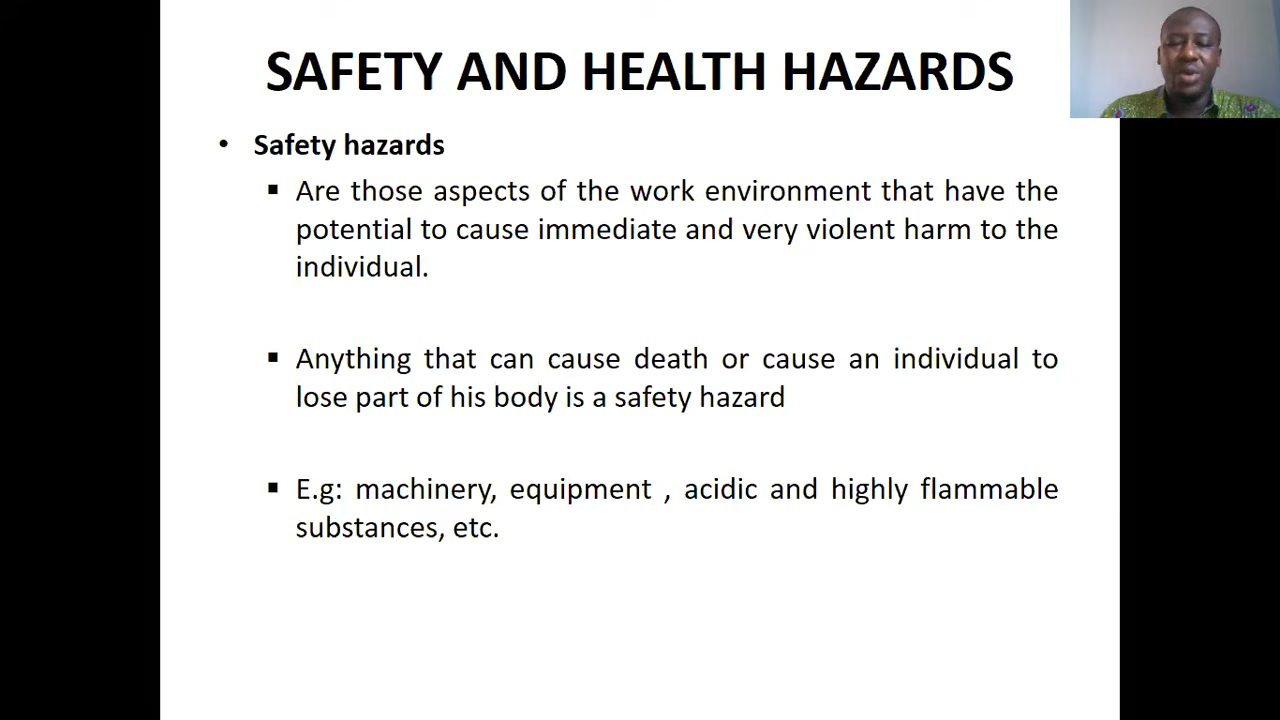 SAFETY AND HEALTH HAZARDS
• Safety hazards
▪ Are those aspects of the work environment that have the
potential to cause immediate and very violent harm to the
individual.
▪ Anything that can cause death or cause an individual to
lose part of his body is a safety hazard
▪ E.g: machinery, equipment , acidic and highly flammable
substances, etc.